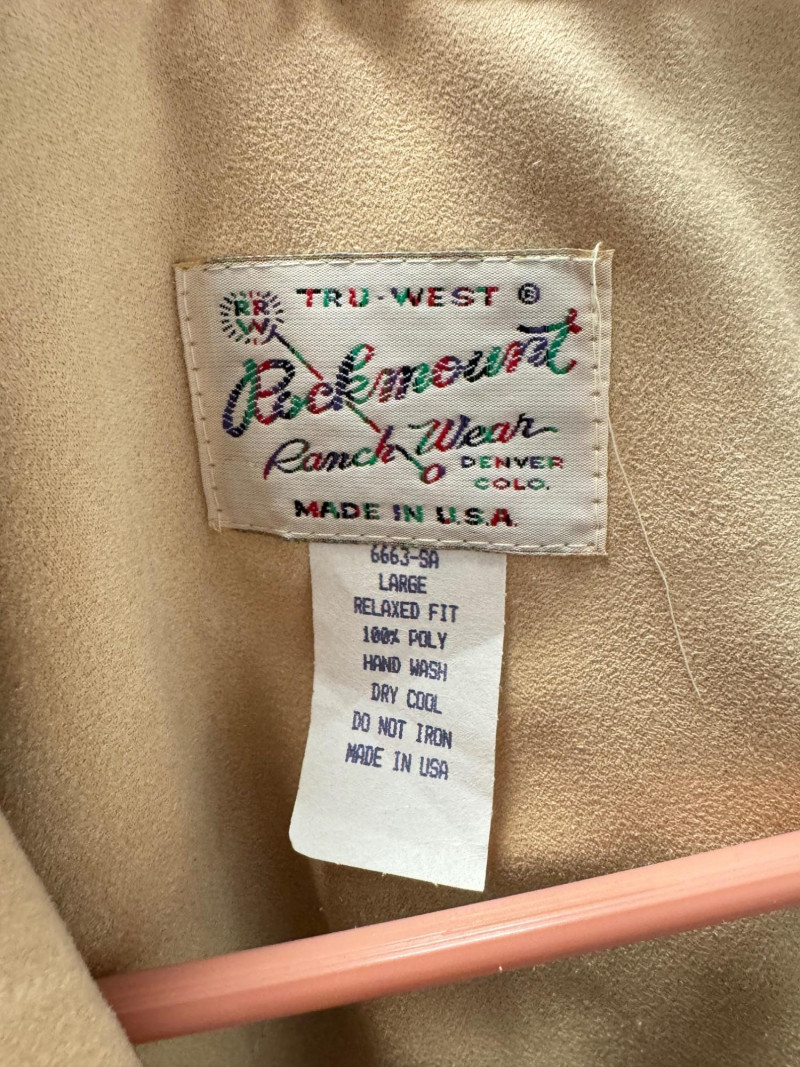 TRU-WEST ®
RRW
Rockmount
Ranch Wear
DENVER
COLO.
MADE IN U.S.A.
6663-SA
LARGE
RELAXED FIT
100% POLY
HAND WASH
DRY COOL
DO NOT IRON
MADE IN USA